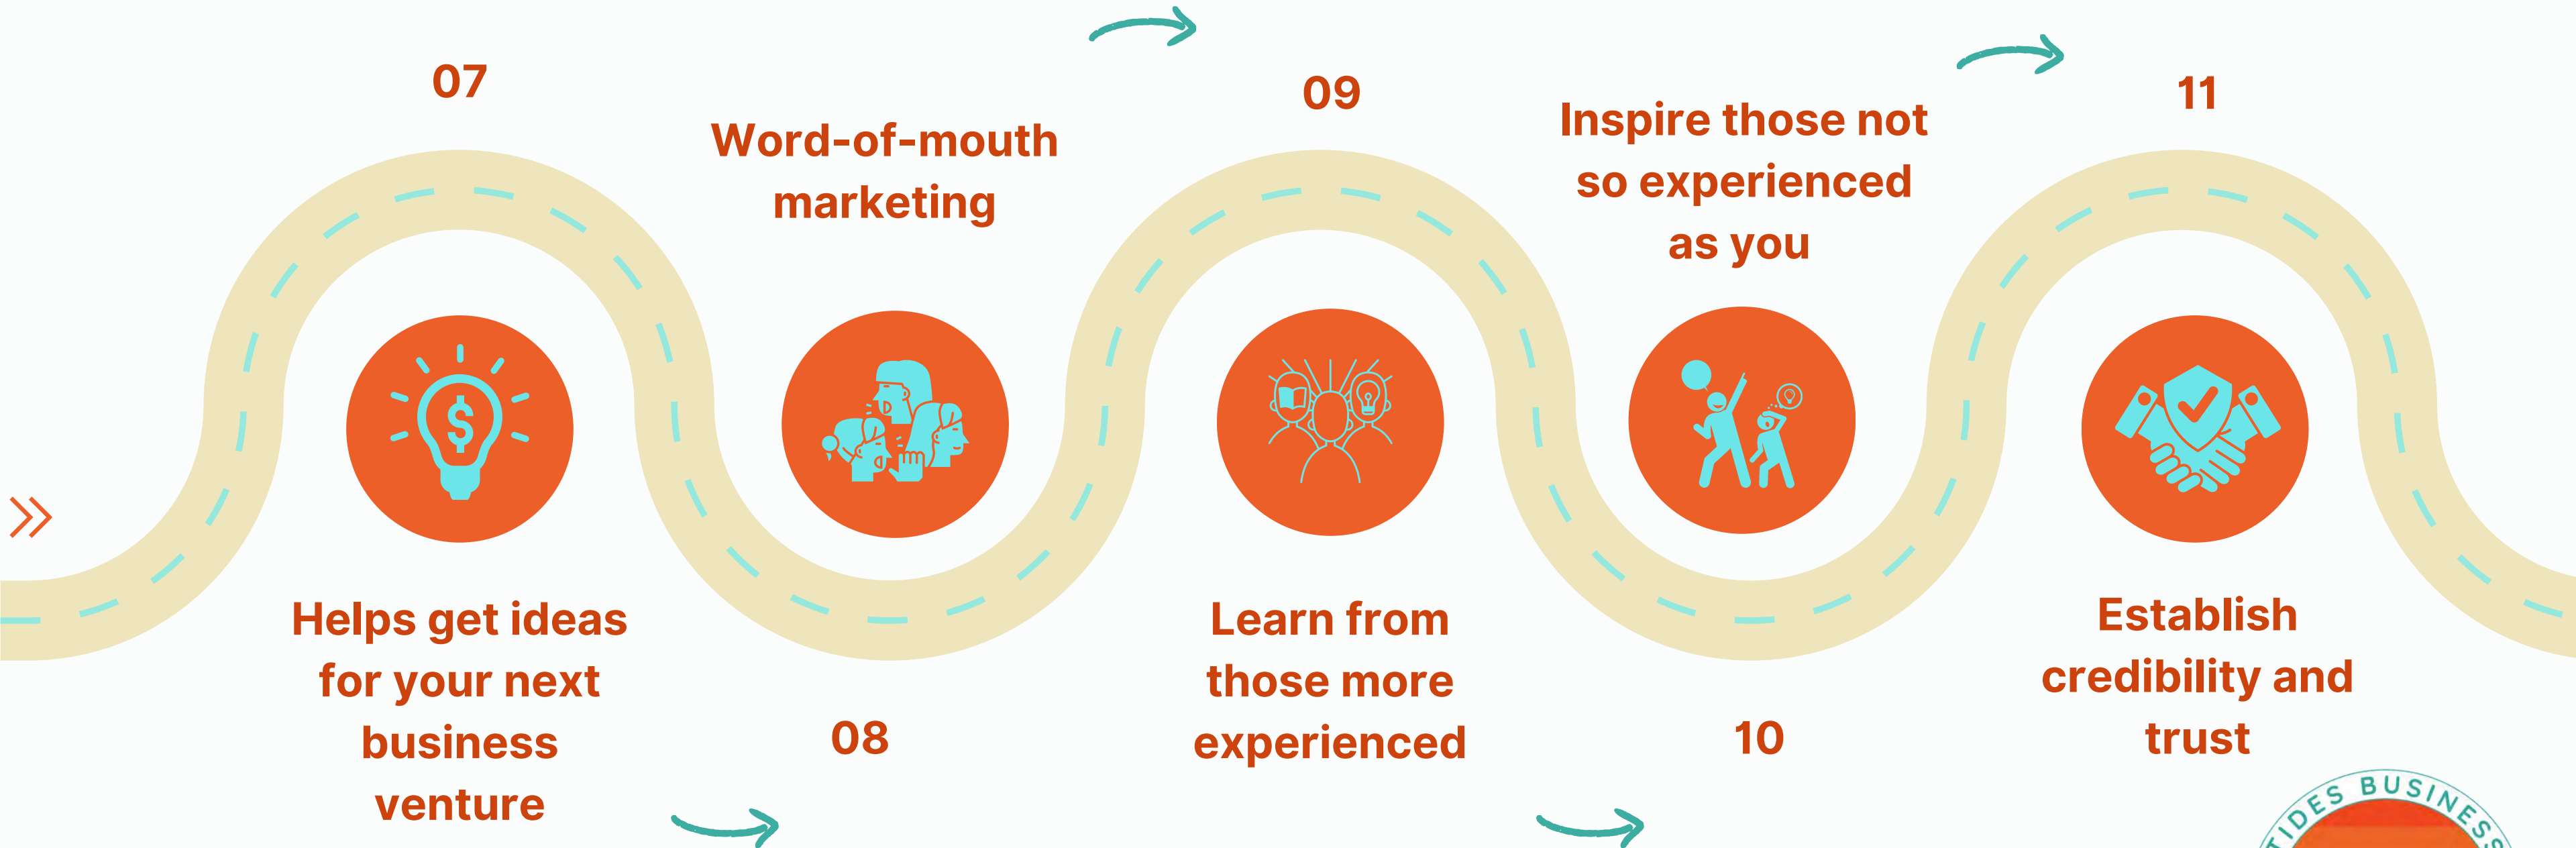 07
Helps get ideas
for your next
business
venture
Word-of-mouth
marketing
08
09
Learn from
those more
experienced
Inspire those not
so experienced
as you
10
11
Establish
credibility and
trust
TIDES BUSINESS